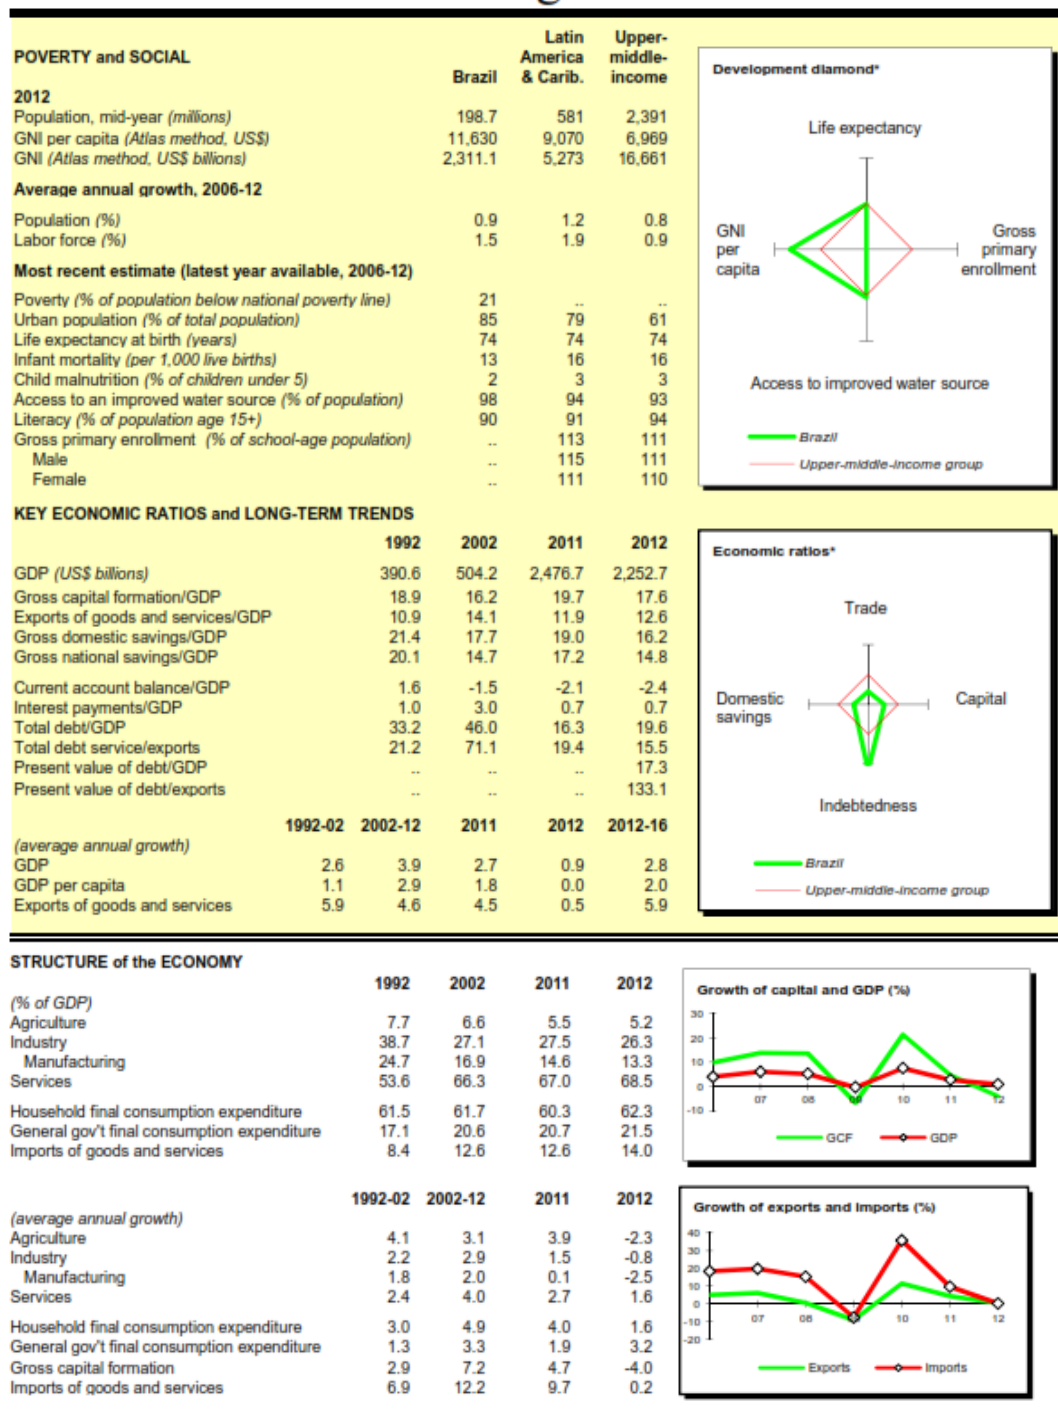 Latin Upper-
POVERTY and SOCIAL America middle-
Brazil & Carib. income
2012
Population, mid-year (millions) 198.7 581 2,391
GNI per capita (Atlas method, US$) 11,630 9,070 6,969
GNI (Atlas method, US$ billions) 2,311.1 5,273 16,661
Average annual growth, 2006-12
Population (%) 0.9 1.2 0.8
Labor force (%) 1.5 1.9 0.9
Most recent estimate (latest year available, 2006-12)
Poverty (% of population below national poverty line) 21 .. ..
Urban population (% of total population) 85 79 61
Life expectancy at birth (years) 74 74 74
Infant mortality (per 1,000 live births) 13 16 16
Child malnutrition (% of children under 5) 2 3 3
Access to an improved water source (% of population) 98 94 93
Literacy (% of population age 15+) 90 91 94
Gross primary enrollment (% of school-age population) .. 113 111
Male .. 115 111
Female .. 111 110
Development diamond*
Life expectancy
GNI per capita
Gross primary enrollment
Access to improved water source
Brazil
Upper-middle-income group
KEY ECONOMIC RATIOS and LONG-TERM TRENDS
1992 2002 2011 2012
GDP (US$ billions) 390.6 504.2 2,476.7 2,252.7
Gross capital formation/GDP 18.9 16.2 19.7 17.6
Exports of goods and services/GDP 10.9 14.1 11.9 12.6
Gross domestic savings/GDP 21.4 17.7 19.0 16.2
Gross national savings/GDP 20.1 14.7 17.2 14.8
Current account balance/GDP 1.6 -1.5 -2.1 -2.4
Interest payments/GDP 1.0 3.0 0.7 0.7
Total debt/GDP 33.2 46.0 16.3 19.6
Total debt service/exports 21.2 71.1 19.4 15.5
Present value of debt/GDP .. .. .. 17.3
Present value of debt/exports .. .. .. 133.1
1992-02 2002-12 2011 2012 2012-16
(average annual growth)
GDP 2.6 3.9 2.7 0.9 2.8
GDP per capita 1.1 2.9 1.8 0.0 2.0
Exports of goods and services 5.9 4.6 4.5 0.5 5.9
Economic ratios*
Trade
Domestic savings
Capital
Indebtedness
Brazil
Upper-middle-income group
STRUCTURE of the ECONOMY
1992 2002 2011 2012
(% of GDP)
Agriculture 7.7 6.6 5.5 5.2
Industry 38.7 27.1 27.5 26.3
Manufacturing 24.7 16.9 14.6 13.3
Services 53.6 66.3 67.0 68.5
Household final consumption expenditure 61.5 61.7 60.3 62.3
General gov't final consumption expenditure 17.1 20.6 20.7 21.5
Imports of goods and services 8.4 12.6 12.6 14.0
Growth of capital and GDP (%)
30
20
10
0
-10
07 08 09 10 11 12
GCF GDP
1992-02 2002-12 2011 2012
(average annual growth)
Agriculture 4.1 3.1 3.9 -2.3
Industry 2.2 2.9 1.5 -0.8
Manufacturing 1.8 2.0 0.1 -2.5
Services 2.4 4.0 2.7 1.6
Household final consumption expenditure 3.0 4.9 4.0 1.6
General gov't final consumption expenditure 1.3 3.3 1.9 3.2
Gross capital formation 2.9 7.2 4.7 -4.0
Imports of goods and services 6.9 12.2 9.7 0.2
Growth of exports and imports (%)
40
30
20
10
0
-10
-20
07 08 10 11 12
Exports Imports